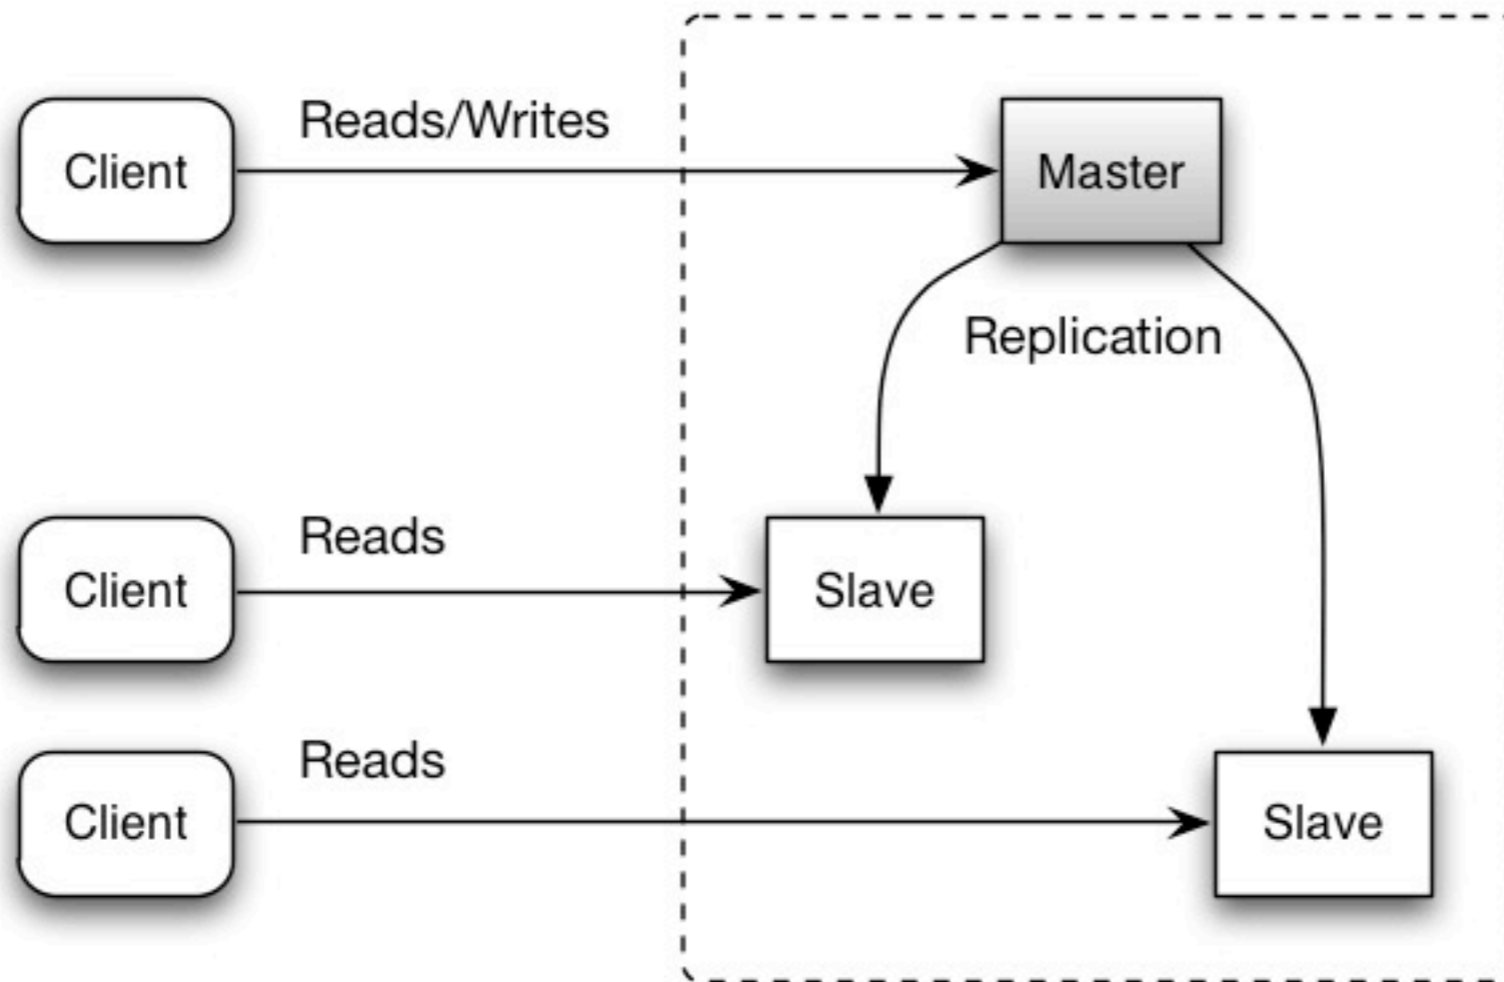 Reads/Writes
Client
Master
Replication
Reads
Client
Slave
Reads
Client
Slave